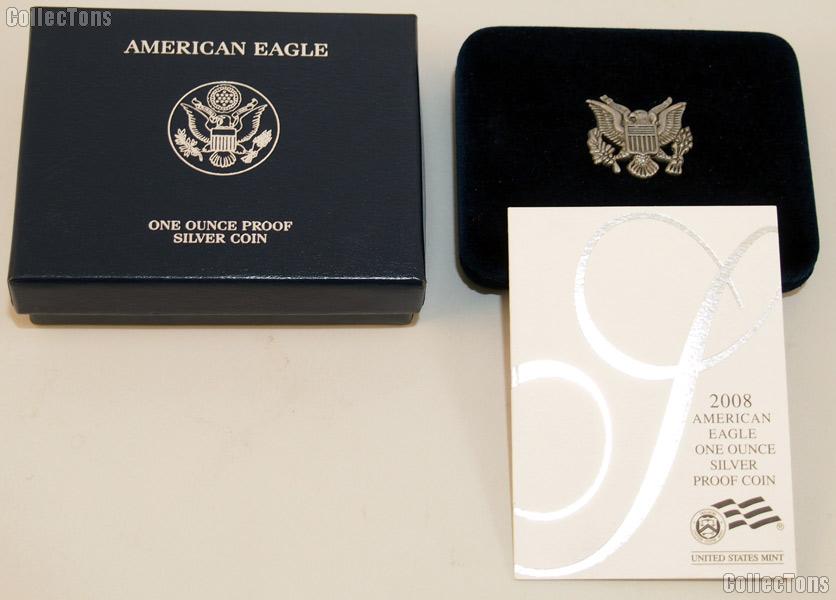 CollecTons
AMERICAN EAGLE
ONE OUNCE PROOF
SILVER COIN
2008
AMERICAN
EAGLE
ONE OUNCE
SILVER
PROOF COIN
®
UNITED STATES MINT
CollecTons